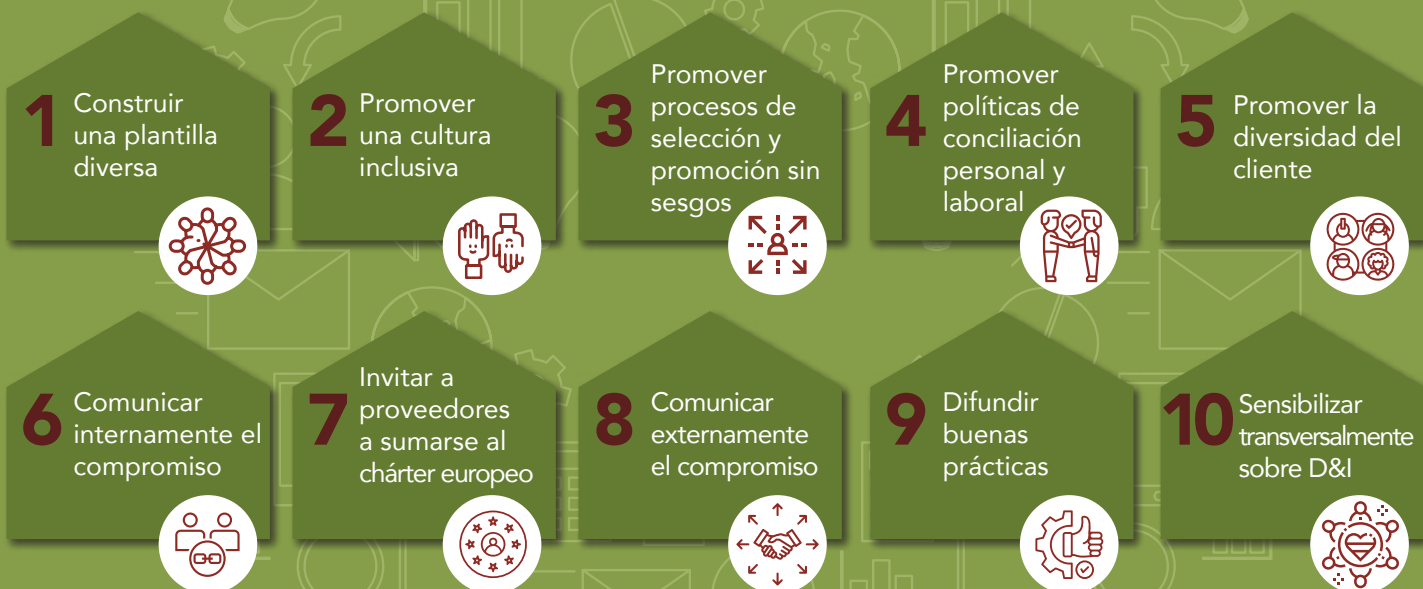 1
Construir
una plantilla
diversa
2
Promover
una cultura
inclusiva
3
Promover
procesos de
selección y
promoción sin
sesgos
4
Promover
políticas de
conciliación
personal y
laboral
5
Promover la
diversidad del
cliente
6
Comunicar
internamente el
compromiso
7
Invitar a
proveedores
a sumarse al
chárter europeo
8
Comunicar
externamente
el compromiso
9
Difundir
buenas
prácticas
10
Sensibilizar
transversalmente
sobre D&I